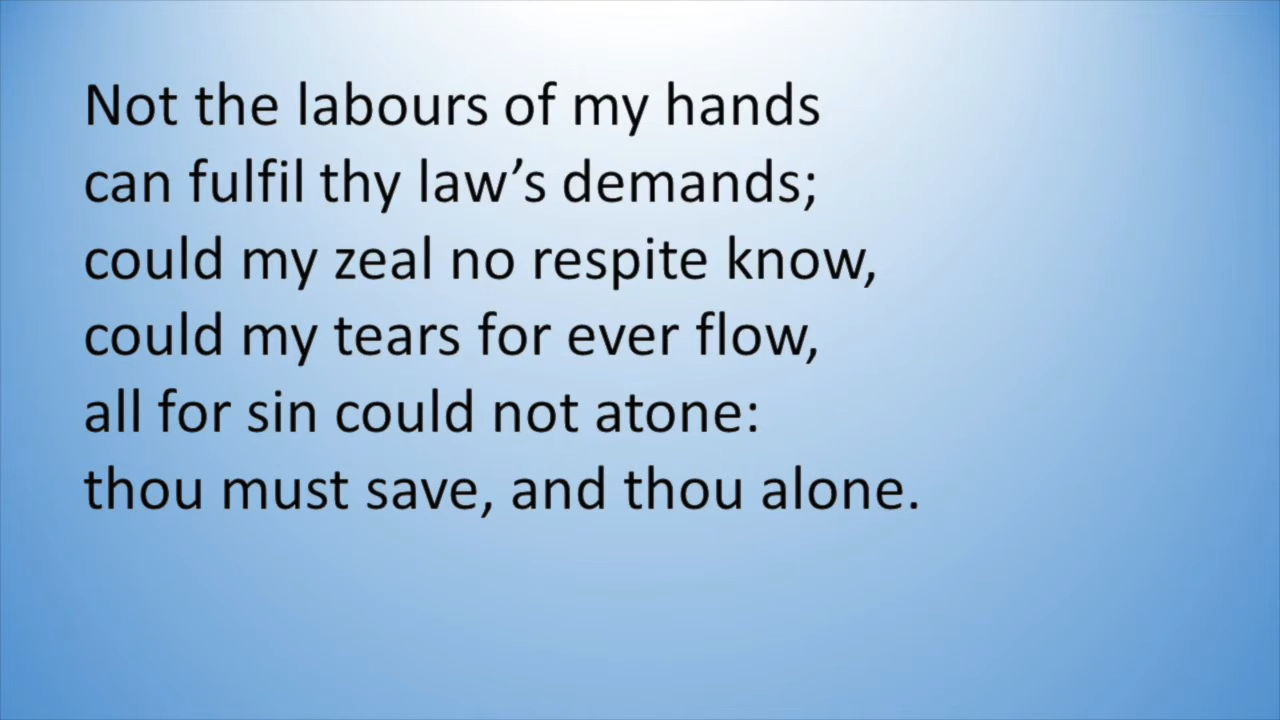 Not the labours of my hands
can fulfil thy law’s demands;
could my zeal no respite know,
could my tears for ever flow,
all for sin could not atone:
thou must save, and thou alone.